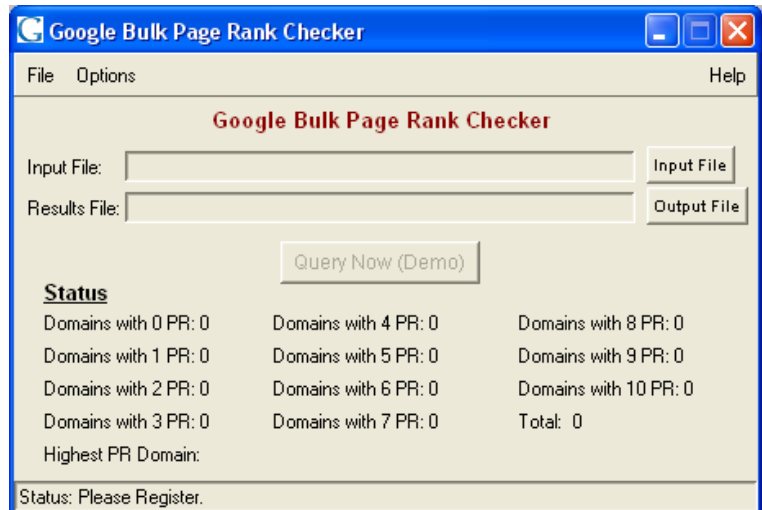 Google Bulk Page Rank Checker
File Options Help
Google Bulk Page Rank Checker
Input File: Input File
Results File: Output File
Query Now (Demo)
Status
Domains with 0 PR: 0 Domains with 4 PR: 0 Domains with 8 PR: 0
Domains with 1 PR: 0 Domains with 5 PR: 0 Domains with 9 PR: 0
Domains with 2 PR: 0 Domains with 6 PR: 0 Domains with 10 PR: 0
Domains with 3 PR: 0 Domains with 7 PR: 0 Total: 0
Highest PR Domain:
Status: Please Register.